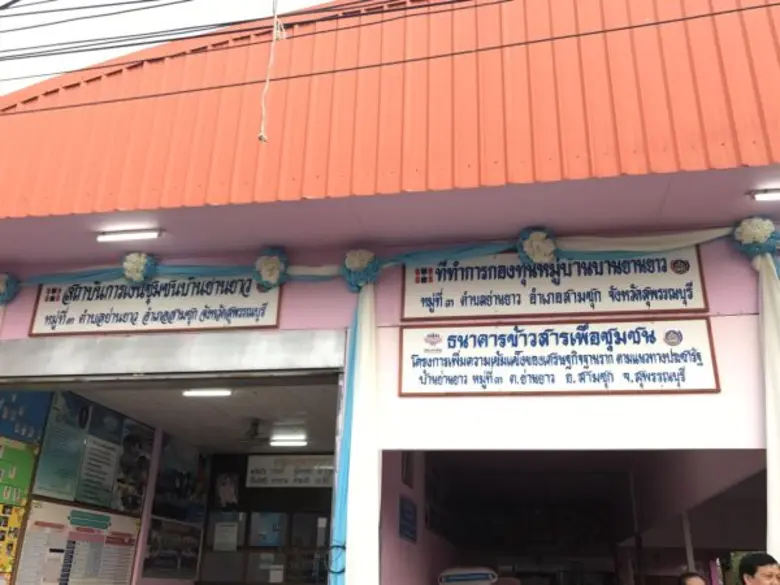 สถาบันการเงินชุมชนบ้านย่านยาว
หมู่ที่ ๓ ตำบลย่านยาว อำเภอสามชุก จังหวัดสุพรรณบุรี
ที่ทำการกองทุนหมู่บ้านบ้านย่านยาว
หมู่ที่ ๓ ตำบลย่านยาว อำเภอสามชุก จังหวัดสุพรรณบุรี
ธนาคารข้าวสารเพื่อชุมชน
โครงการเพิ่มความเข้มแข็งของเศรษฐกิจฐานราก ตามแนวทางประชารัฐ
บ้านย่านยาว หมู่ที่ ๓ ต.ย่านยาว อ.สามชุก จ.สุพรรณบุรี